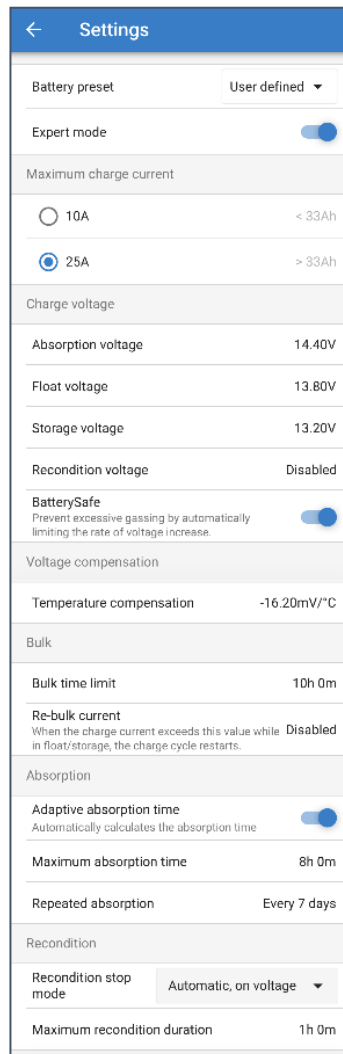 Settings
Battery preset User defined
Expert mode
Maximum charge current
10A < 33Ah
25A > 33Ah
Charge voltage
Absorption voltage 14.40V
Float voltage 13.80V
Storage voltage 13.20V
Recondition voltage Disabled
BatterySafe
Prevent excessive gassing by automatically
limiting the rate of voltage increase.
Voltage compensation
Temperature compensation -16.20mV/°C
Bulk
Bulk time limit 10h 0m
Re-bulk current
When the charge current exceeds this value while Disabled
in float/storage, the charge cycle restarts.
Absorption
Adaptive absorption time
Automatically calculates the absorption time
Maximum absorption time 8h 0m
Repeated absorption Every 7 days
Recondition
Recondition stop
mode Automatic, on voltage
Maximum recondition duration 1h 0m